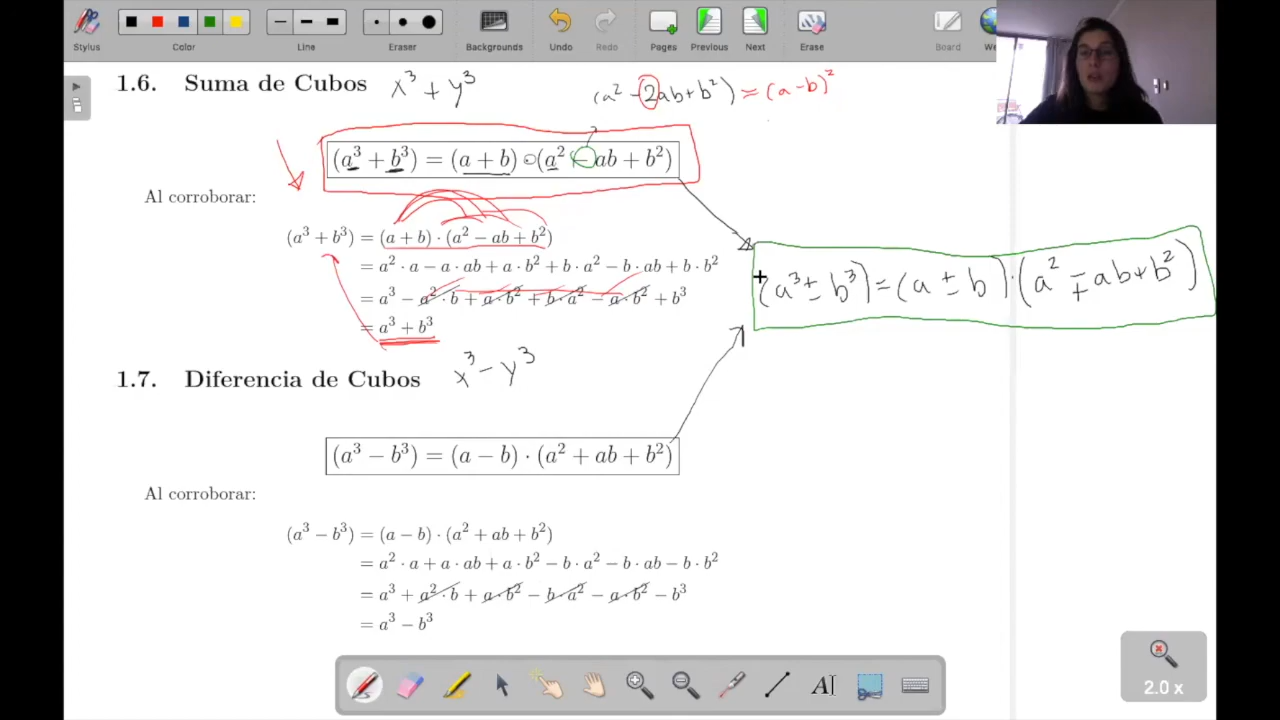 Stylus Color Line Eraser Backgrounds Undo Redo Pages Previous Next Erase Board
1.6. Suma de Cubos x³ + y³
(a² − 2ab + b²) ≈ (a − b)²
(a³ + b³) = (a + b) · (a² − ab + b²)
Al corroborar:
(a³ + b³) = (a + b) · (a² − ab + b²)
= a² · a − a · ab + a · b² + b · a² − b · ab + b · b²
= a³ − a² · b + a · b² + b · a² − a · b² + b³
= a³ + b³
(a³ ± b³) = (a ± b) · (a² ∓ ab + b²)
1.7. Diferencia de Cubos x³ − y³
(a³ − b³) = (a − b) · (a² + ab + b²)
Al corroborar:
(a³ − b³) = (a − b) · (a² + ab + b²)
= a² · a + a · ab + a · b² − b · a² − b · ab − b · b²
= a³ + a² · b + a · b² − b · a² − a · b² − b³
= a³ − b³
AI
2.0 x